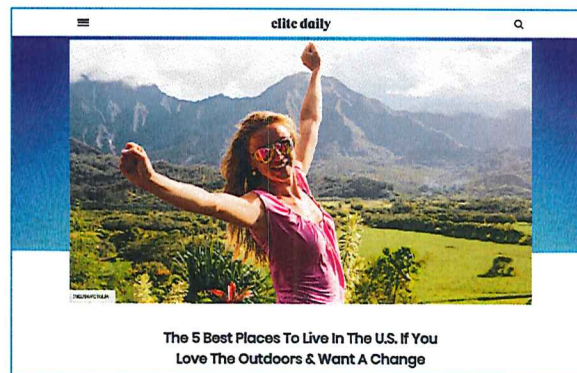 elite daily
The 5 Best Places To Live In The U.S. If You
Love The Outdoors & Want A Change